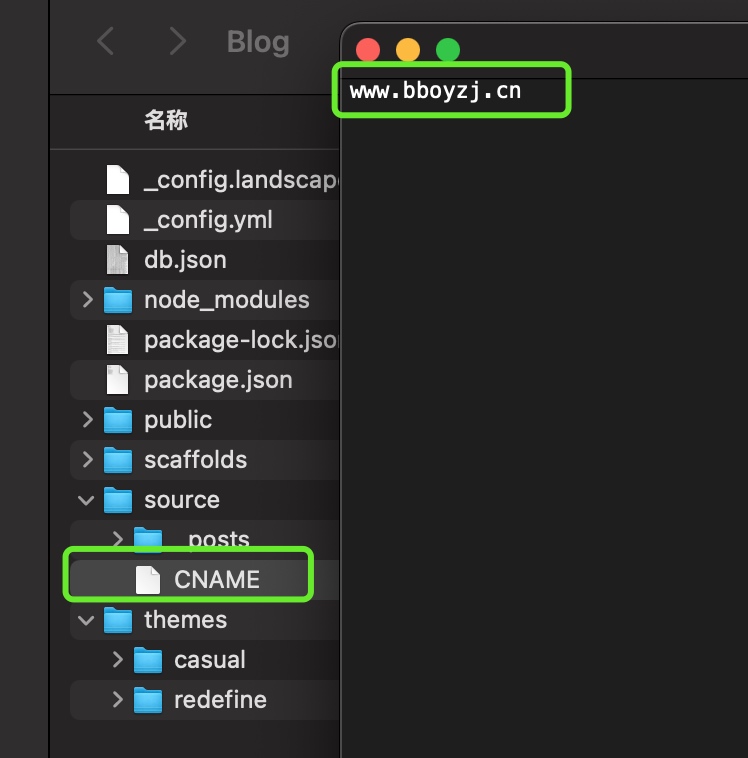 Blog
www.bboyzj.cn
名称
_config.landscape
_config.yml
db.json
node_modules
package-lock.json
package.json
public
scaffolds
source
_posts
CNAME
themes
casual
redefine